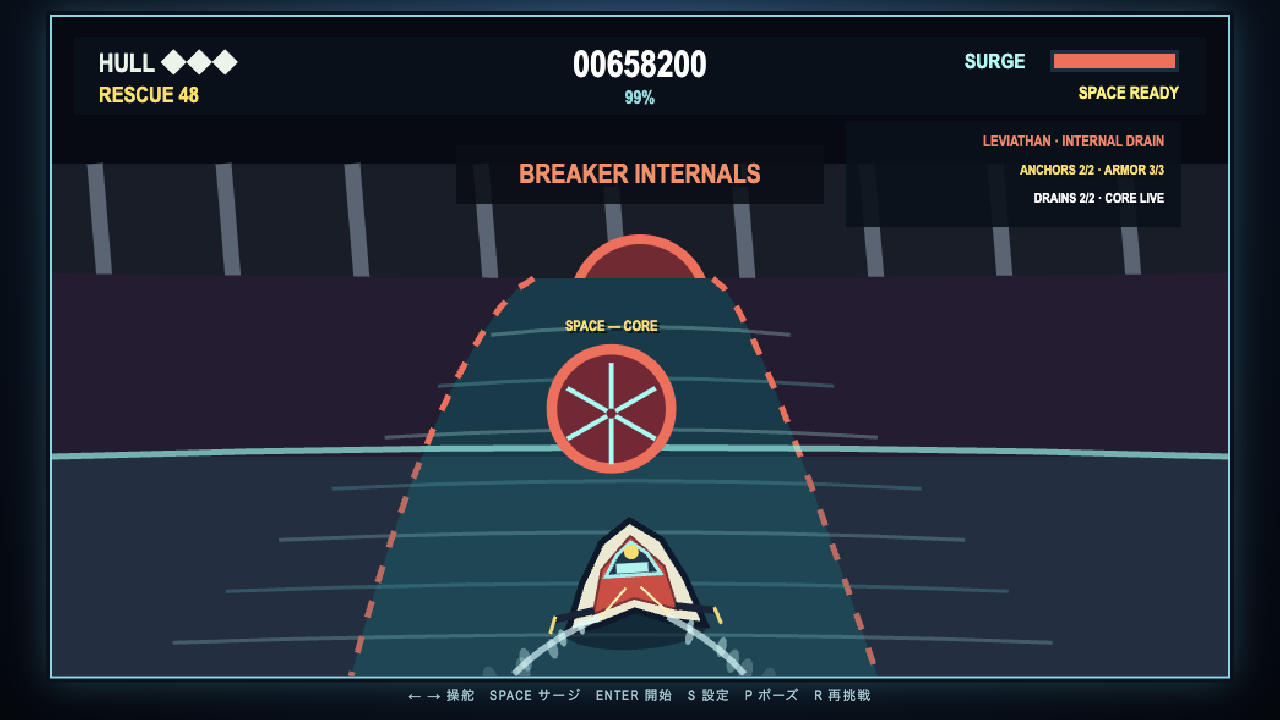 HULL
RESCUE 48
00658200
99%
SURGE
SPACE READY
LEVIATHAN · INTERNAL DRAIN
ANCHORS 2/2 · ARMOR 3/3
DRAINS 2/2 · CORE LIVE
BREAKER INTERNALS
SPACE — CORE
← → 操舵 SPACE サージ ENTER 開始 S 設定 P ポーズ R 再挑戦